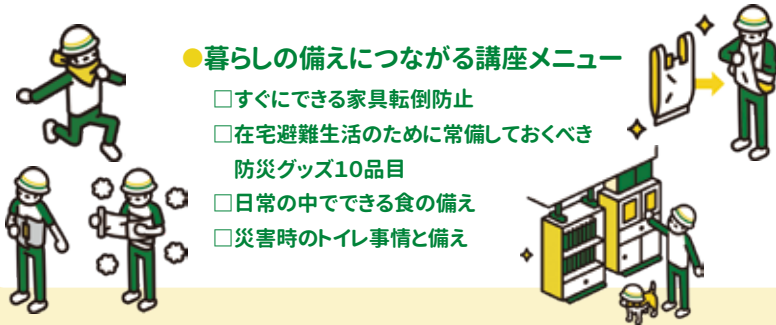 ●暮らしの備えにつながる講座メニュー
□すぐにできる家具転倒防止
□在宅避難生活のために常備しておくべき
防災グッズ10品目
□日常の中でできる食の備え
□災害時のトイレ事情と備え